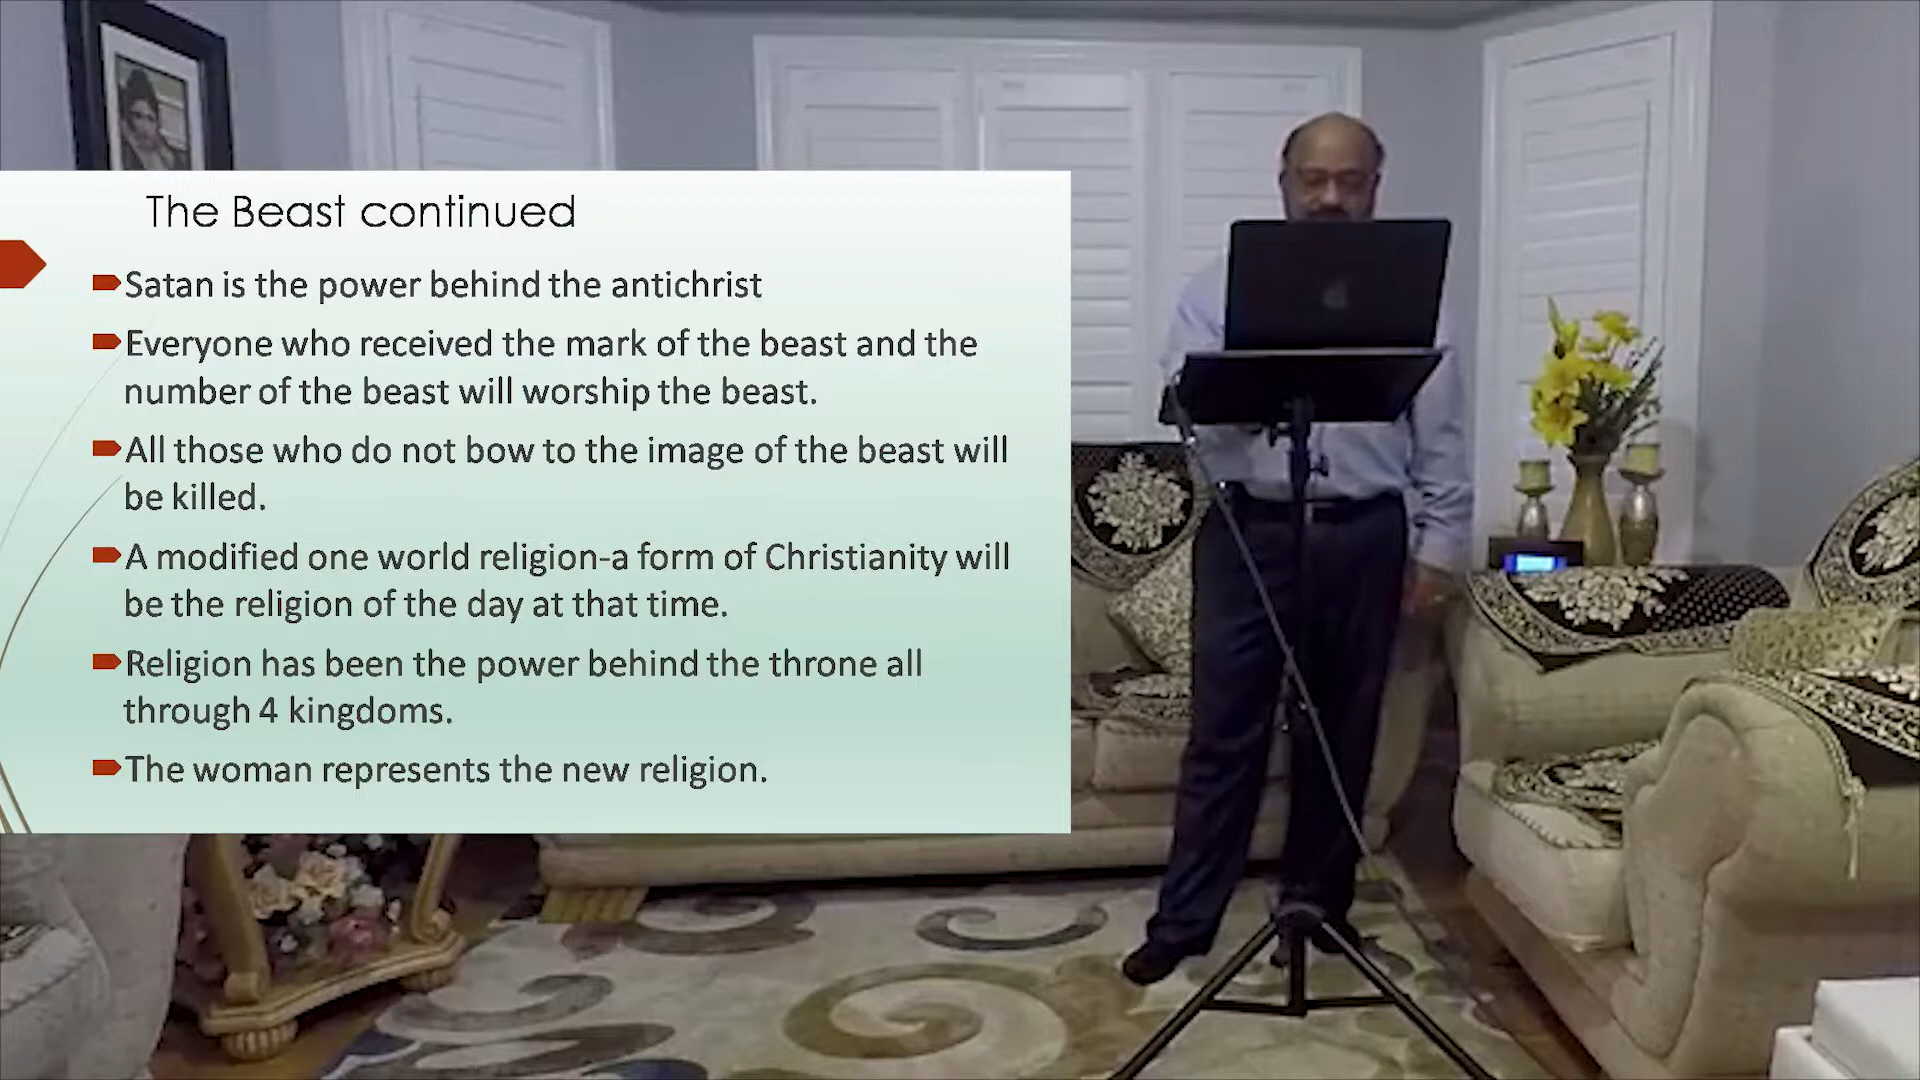 The Beast continued
Satan is the power behind the antichrist
Everyone who received the mark of the beast and the
number of the beast will worship the beast.
All those who do not bow to the image of the beast will
be killed.
A modified one world religion-a form of Christianity will
be the religion of the day at that time.
Religion has been the power behind the throne all
through 4 kingdoms.
The woman represents the new religion.